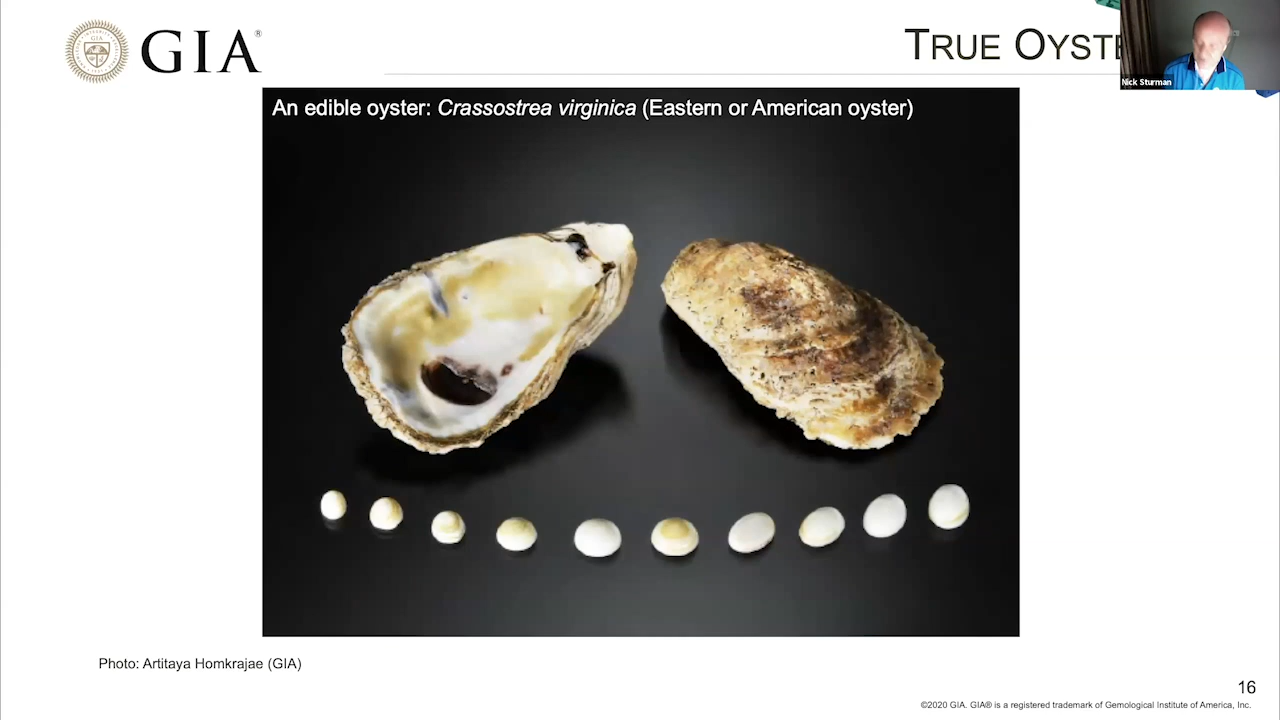 GIA®
TRUE OYSTE
Nick Sturman
An edible oyster: Crassostrea virginica (Eastern or American oyster)
Photo: Artitaya Homkrajae (GIA)
16
©2020 GIA. GIA® is a registered trademark of Gemological Institute of America, Inc.